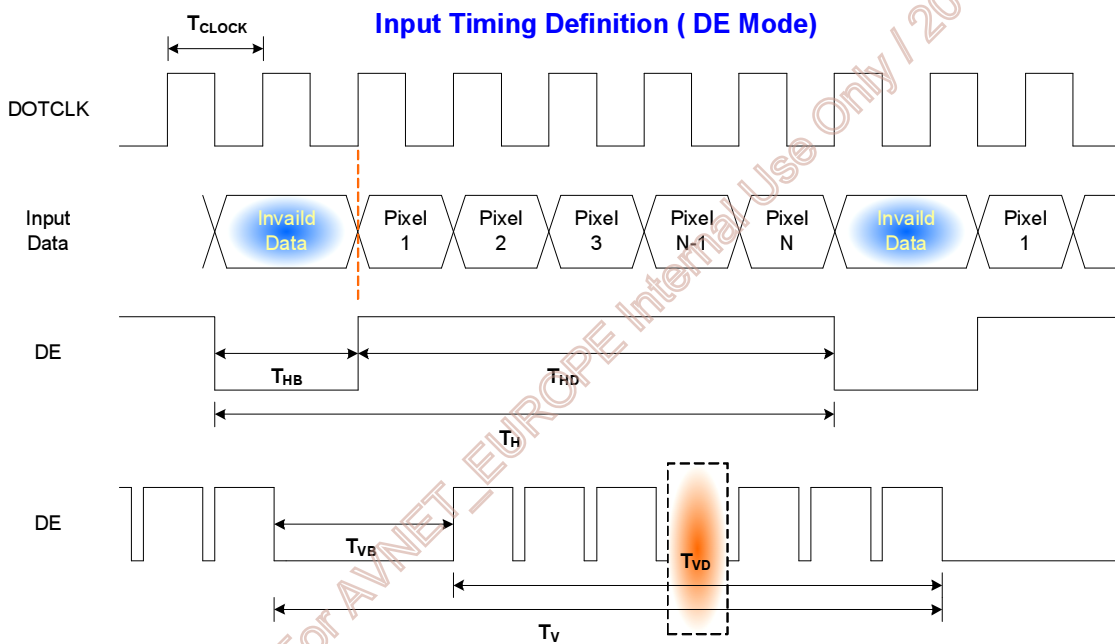 Input Timing Definition ( DE Mode)
TCLOCK
DOTCLK
Input
Data
Invaild
Data
Pixel
1
Pixel
2
Pixel
3
Pixel
N-1
Pixel
N
Invaild
Data
Pixel
1
DE
THB
THD
TH
DE
TVB
TVD
TV
For AVNET_EUROPE Internal Use Only / 20